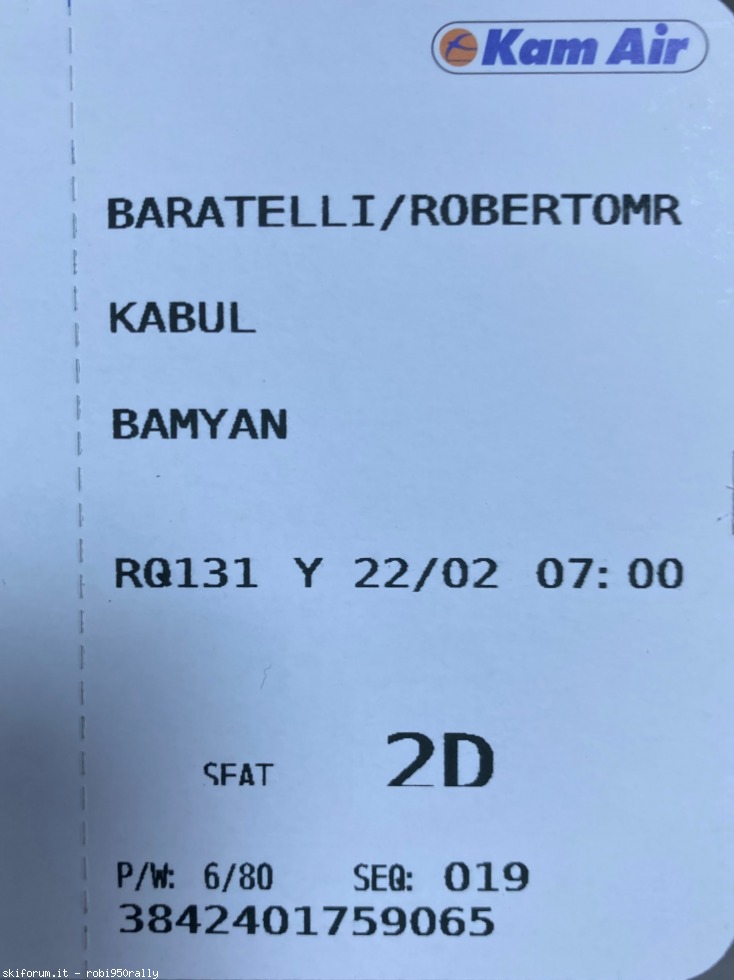 Kam Air
BARATELLI/ROBERTOMR
KABUL
BAMYAN
RQ131 Y 22/02 07:00
SEAT 2D
P/W: 6/80 SEQ: 019
3842401759065
skiforum.it - robi950rally